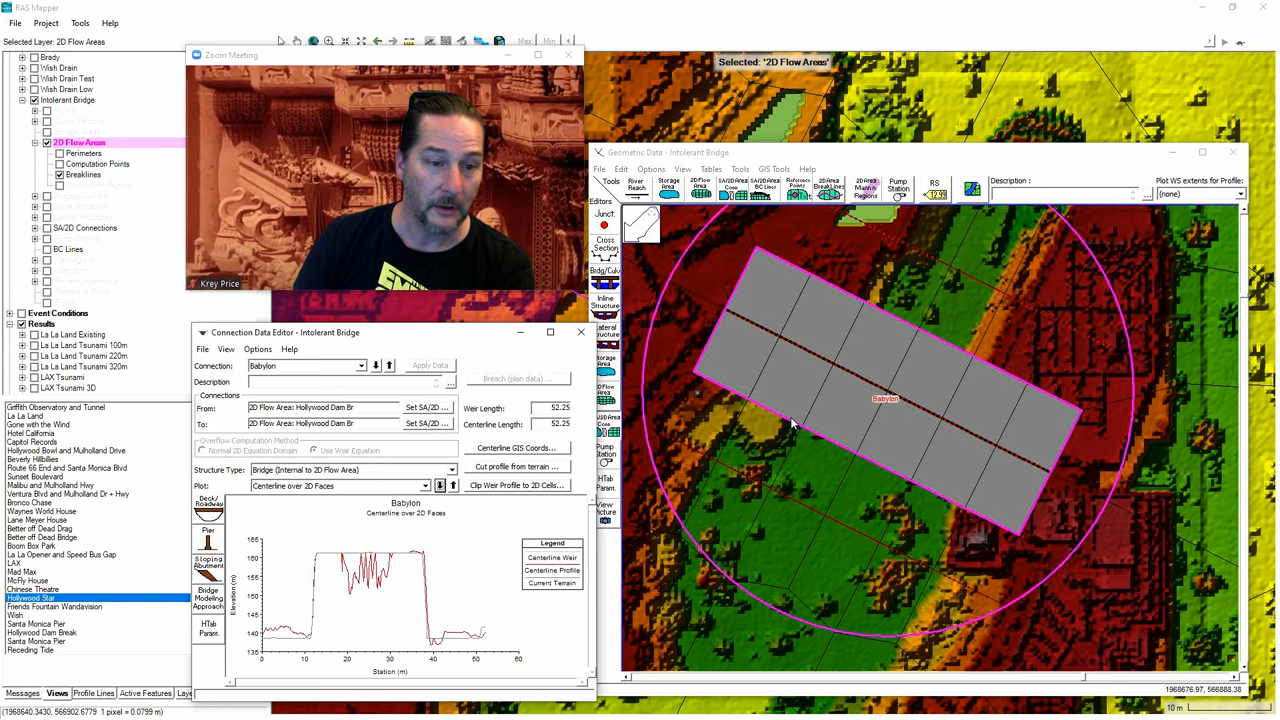 RAS Mapper
File Project Tools Help
Selected Layer: 2D Flow Areas
Max Min
Brady
Wish Drain
Wish Drain Test
Wish Drain Low
Intolerant Bridge
2D Flow Areas
Perimeters
Computation Points
Breaklines
SA/2D Connections
BC Lines
Event Conditions
Results
La La Land Existing
La La Land Tsunami 100m
La La Land Tsunami 220m
La La Land Tsunami 320m
LAX Tsunami
LAX Tsunami 3D
Griffith Observatory and Tunnel
La La Land
Gone with the Wind
Hotel California
Capitol Records
Hollywood Bowl and Mulholland Drive
Beverly Hillbillies
Route 66 End and Santa Monica Blvd
Sunset Boulevard
Malibu and Mulholland Hwy
Ventura Blvd and Mulholland Dr + Hwy
Bronco Chase
Waynes World House
Lane Meyer House
Better off Dead Drag
Better off Dead Bridge
Boom Box Park
La La Opener and Speed Bus Gap
LAX
Mad Max
McFly House
Chinese Theatre
Hollywood Star
Friends Fountain Wandavision
Wish
Santa Monica Pier
Hollywood Dam Break
Santa Monica Pier
Receding Tide
Messages Views Profile Lines Active Features Laye
(1968640.3430, 566902.6779 1 pixel = 0.0799 m)
Zoom Meeting
Krey Price
Selected: '2D Flow Areas'
Connection Data Editor - Intolerant Bridge
File View Options Help
Connection: Babylon Apply Data
Description ... Breach (plan data) ...
Connections
From: 2D Flow Area: Hollywood Dam Br Set SA/2D ... Weir Length: 52.25
To: 2D Flow Area: Hollywood Dam Br Set SA/2D ... Centerline Length: 52.25
Overflow Computation Method
Normal 2D Equation Domain Use Weir Equation
Centerline GIS Coords...
Structure Type: Bridge (Internal to 2D Flow Area) Cut profile from terrain ...
Plot: Centerline over 2D Faces Clip Weir Profile to 2D Cells...
Deck/
Roadway
Pier
Sloping
Abutment
Bridge
Modeling
Approach
HTab
Param.
Babylon
Centerline over 2D Faces
Legend
Centerline Weir
Centerline Profile
Current Terrain
Elevation (m)
165
160
155
150
145
140
135
0 10 20 30 40 50 60
Station (m)
Geometric Data - Intolerant Bridge
File Edit Options View Tables Tools GIS Tools Help
Tools
River
Reach
Storage
Area
2D Flow
Area
SA/2D Area
Conn
SA/2D Area
BC Lines
Reference
Points
2D Area
Break Lines
2D Area
Mann n
Regions
Pump
Station
RS
Description :
Plot WS extents for Profile:
(none)
Editors
Junct.
Cross
Section
Brdg/Culv
Inline
Structure
Lateral
Structure
Storage
Area
2D Flow
Area
SA/2D Area
Conn
Pump
Station
HTab
Param.
View
Picture
Babylon
1968676.97, 566888.38
10 m